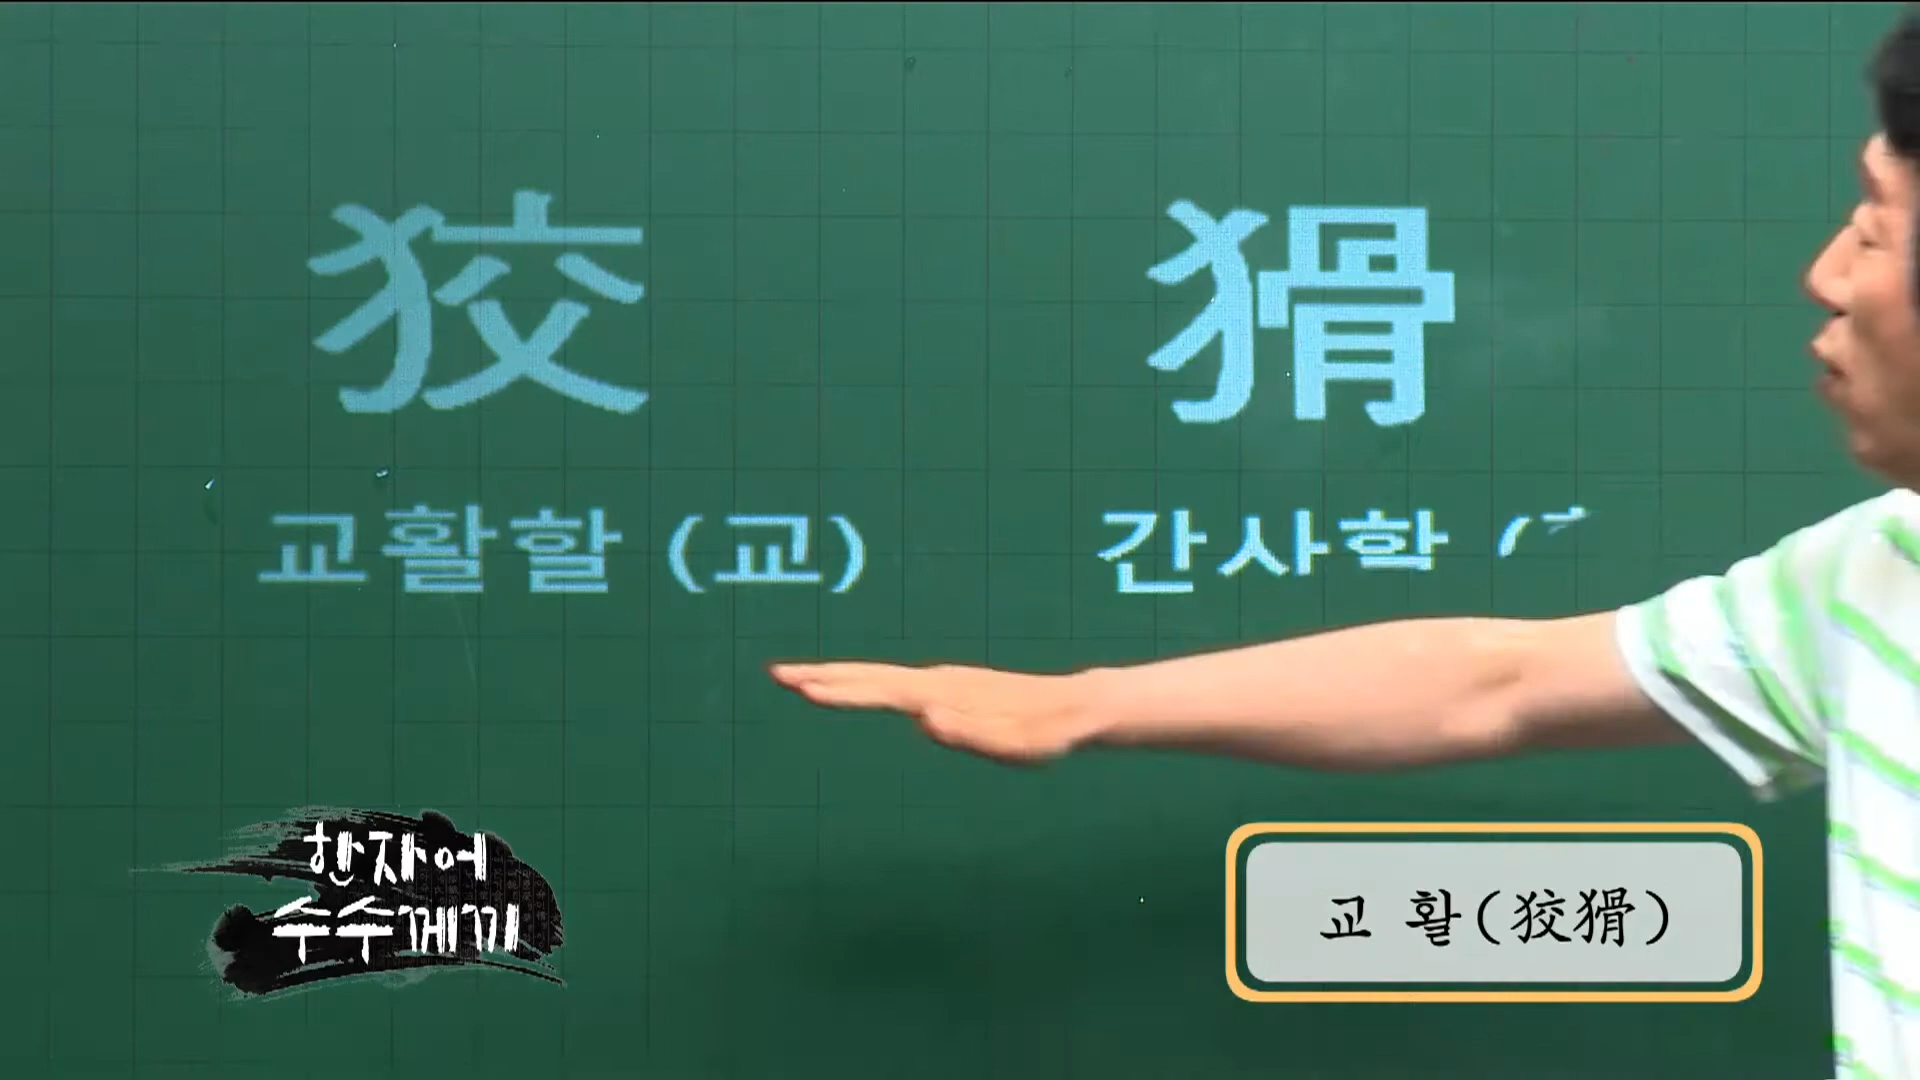 狡 猾
교활할 (교) 간사할
한자어
수수께끼
교 활(狡猾)